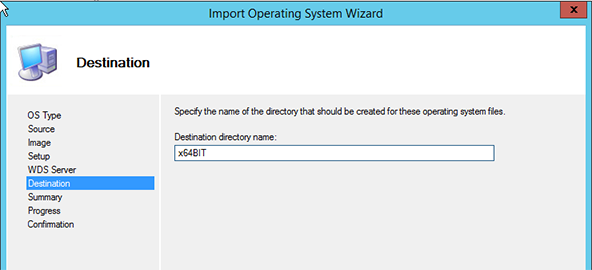 Import Operating System Wizard
x
Destination
OS Type
Source
Image
Setup
WDS Server
Destination
Summary
Progress
Confirmation
Specify the name of the directory that should be created for these operating system files.
Destination directory name:
x64BIT